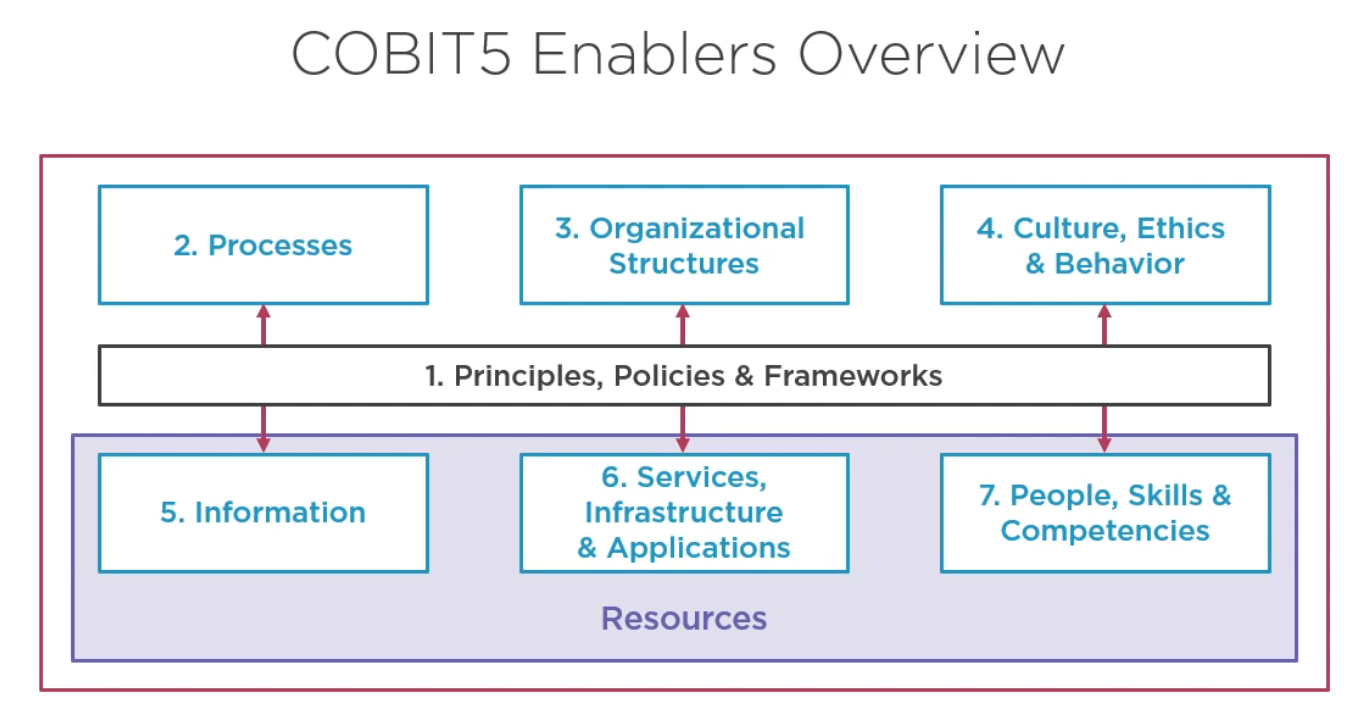 COBIT5 Enablers Overview
2. Processes
3. Organizational
Structures
4. Culture, Ethics
& Behavior
1. Principles, Policies & Frameworks
5. Information
6. Services,
Infrastructure
& Applications
7. People, Skills &
Competencies
Resources